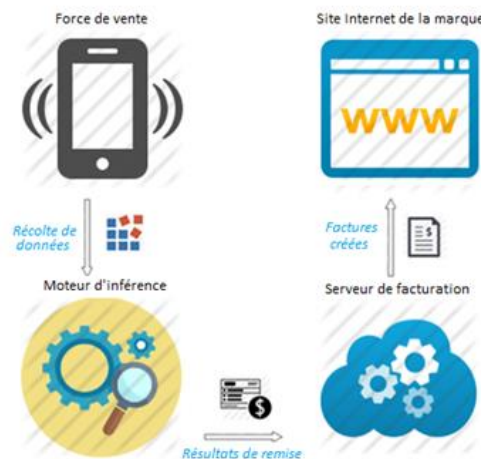 Force de vente
Site Internet de la marque
www
Récolte de
données
Factures
créées
$
Moteur d'inférence
Serveur de facturation
$
Résultats de remise